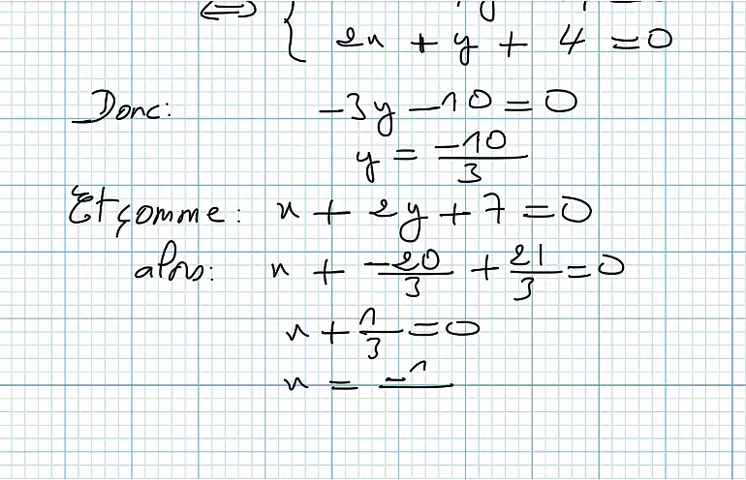 ⇔ {
2x + y + 4 = 0
Donc: -3y - 10 = 0
y = -10/3
Et comme: x + 2y + 7 = 0
alors: x + -20/3 + 21/3 = 0
x + 1/3 = 0
x = -1